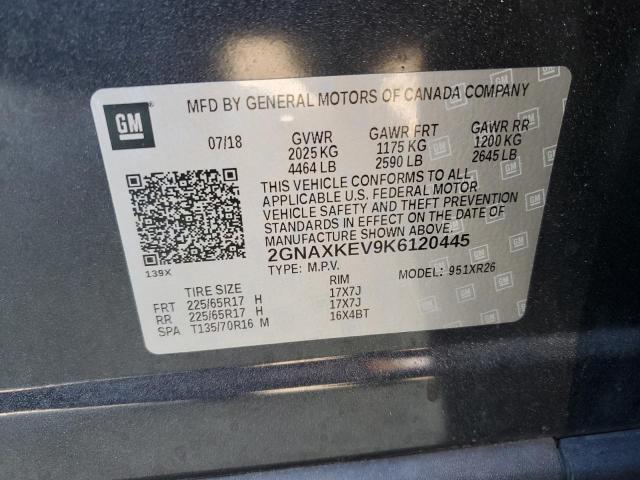 GM
MFD BY GENERAL MOTORS OF CANADA COMPANY
07/18 GVWR GAWR FRT GAWR RR
2025 KG 1175 KG 1200 KG
4464 LB 2590 LB 2645 LB
THIS VEHICLE CONFORMS TO ALL
APPLICABLE U.S. FEDERAL MOTOR
VEHICLE SAFETY AND THEFT PREVENTION
STANDARDS IN EFFECT ON THE DATE OF
MANUFACTURE SHOWN ABOVE.
2GNAXKEV9K6120445
139X
TYPE: M.P.V. MODEL: 951XR26
TIRE SIZE RIM
FRT 225/65R17 H 17X7J
RR 225/65R17 H 17X7J
SPA T135/70R16 M 16X4BT